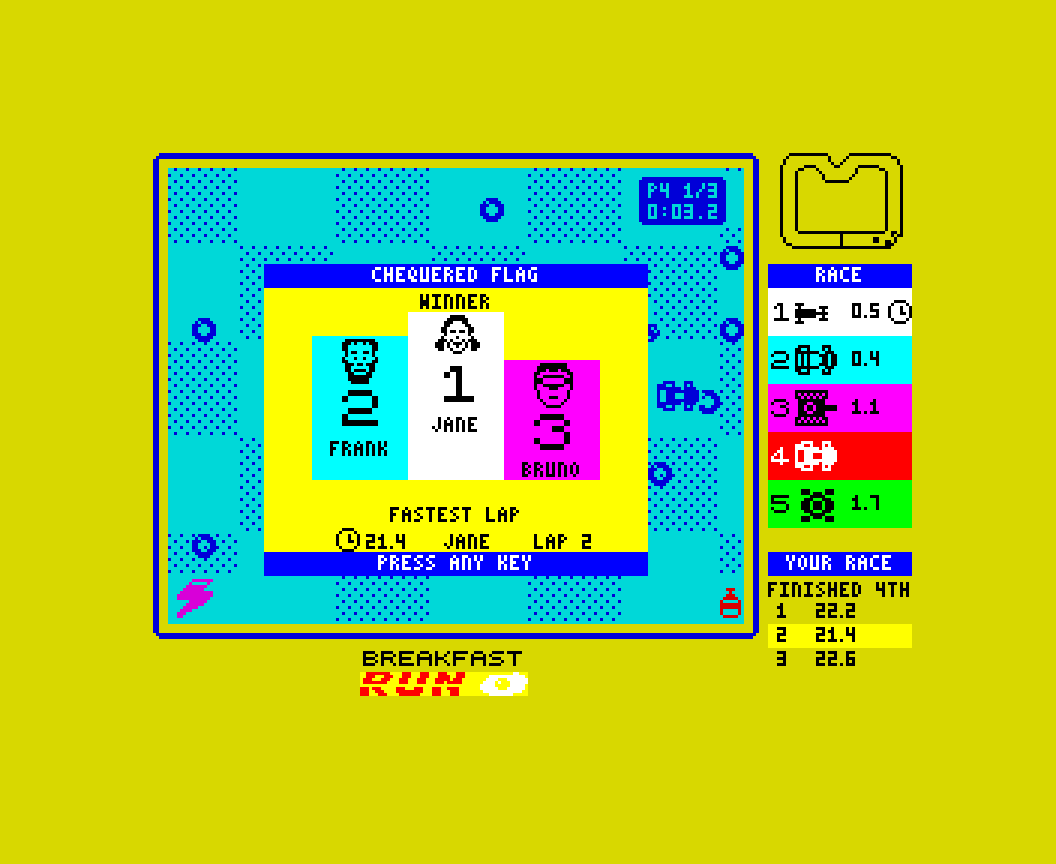 P4 1/3
0:03.2
CHEQUERED FLAG
WINNER
1
JANE
2
FRANK
3
BRUNO
FASTEST LAP
21.4 JANE LAP 2
PRESS ANY KEY
RACE
1 0.5
2 0.4
3 1.1
4
5 1.7
YOUR RACE
FINISHED 4TH
1 22.2
2 21.4
3 22.6
BREAKFAST
RUN